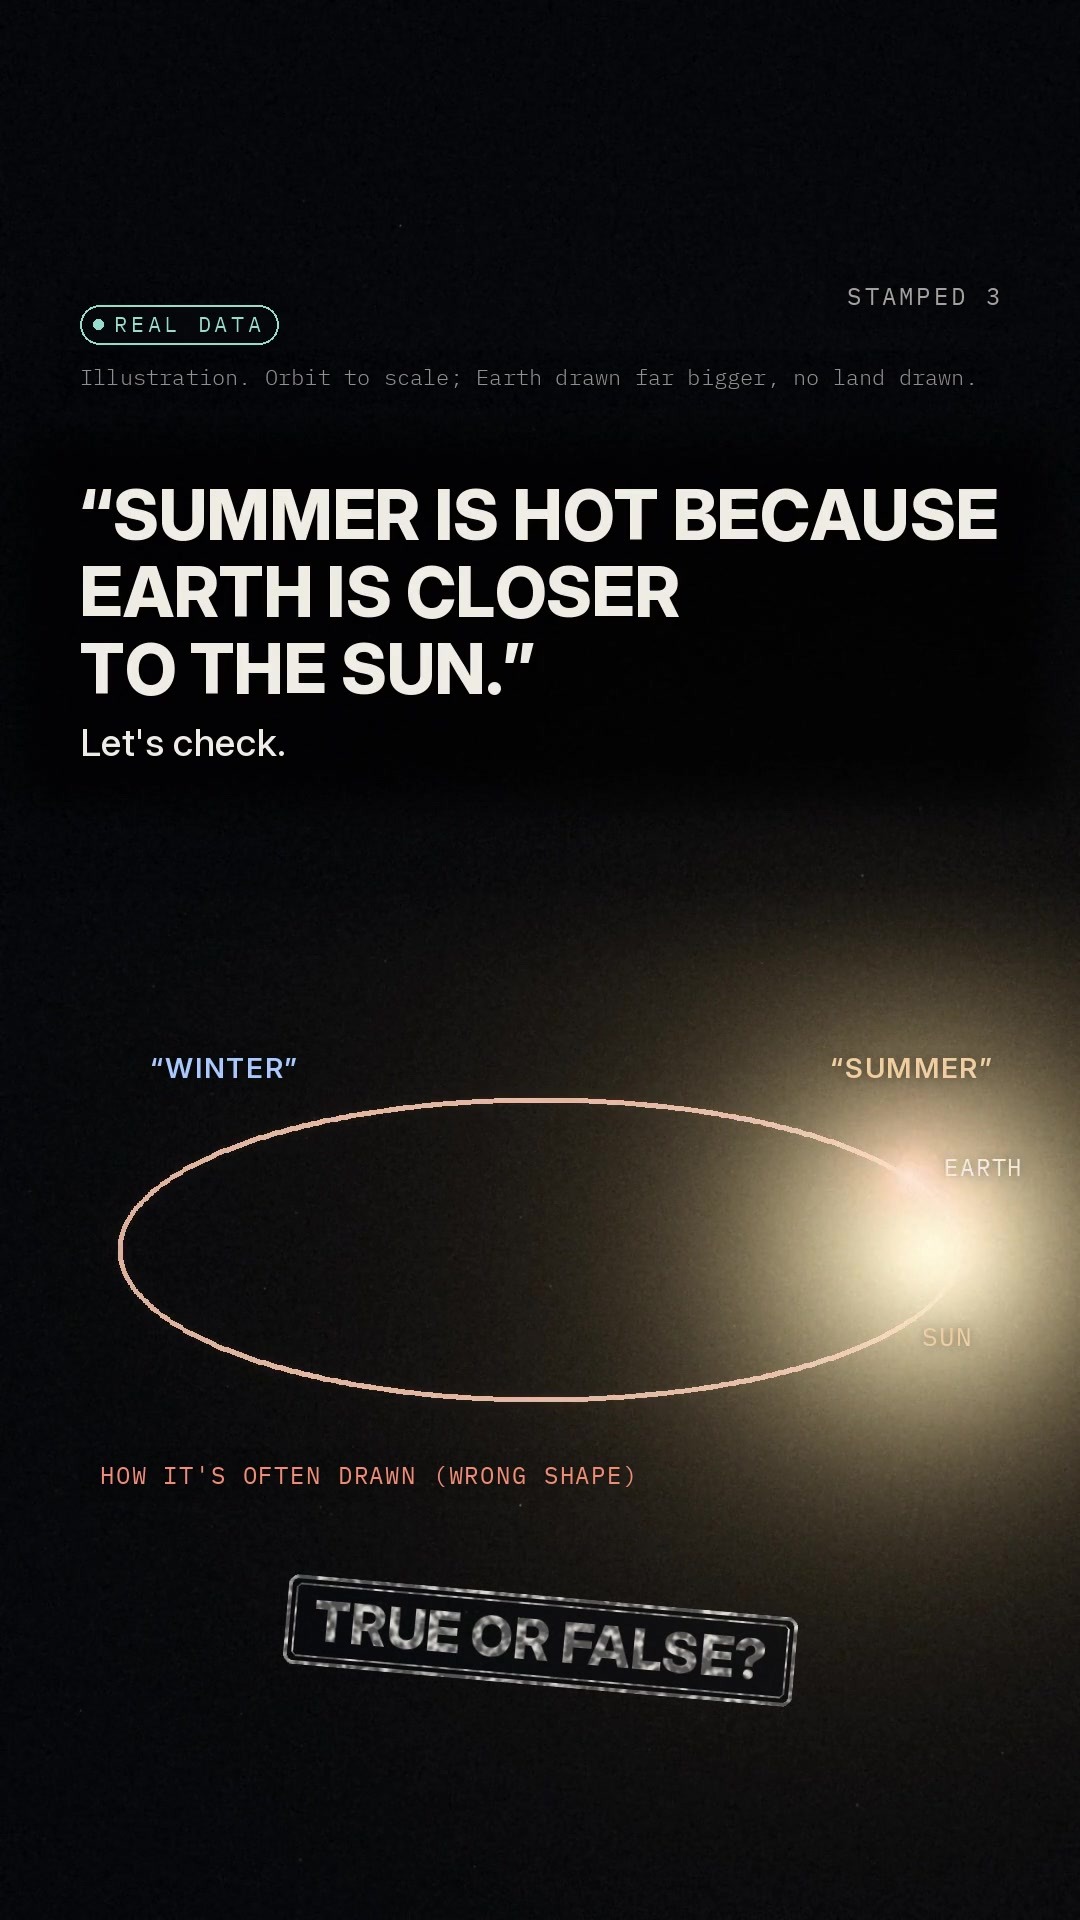 STAMPED 3
REAL DATA
Illustration. Orbit to scale; Earth drawn far bigger, no land drawn.
“SUMMER IS HOT BECAUSE
EARTH IS CLOSER
TO THE SUN.”
Let's check.
“WINTER”
“SUMMER”
EARTH
SUN
HOW IT'S OFTEN DRAWN (WRONG SHAPE)
TRUE OR FALSE?